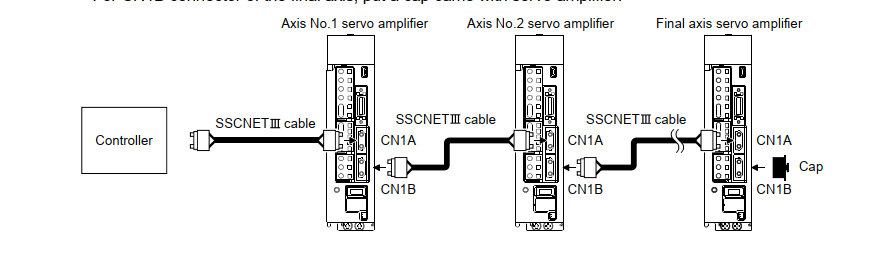 Axis No.1 servo amplifier Axis No.2 servo amplifier Final axis servo amplifier
SSCNETⅢ cable SSCNETⅢ cable SSCNETⅢ cable
Controller CN1A CN1A CN1A
Cap
CN1B CN1B CN1B